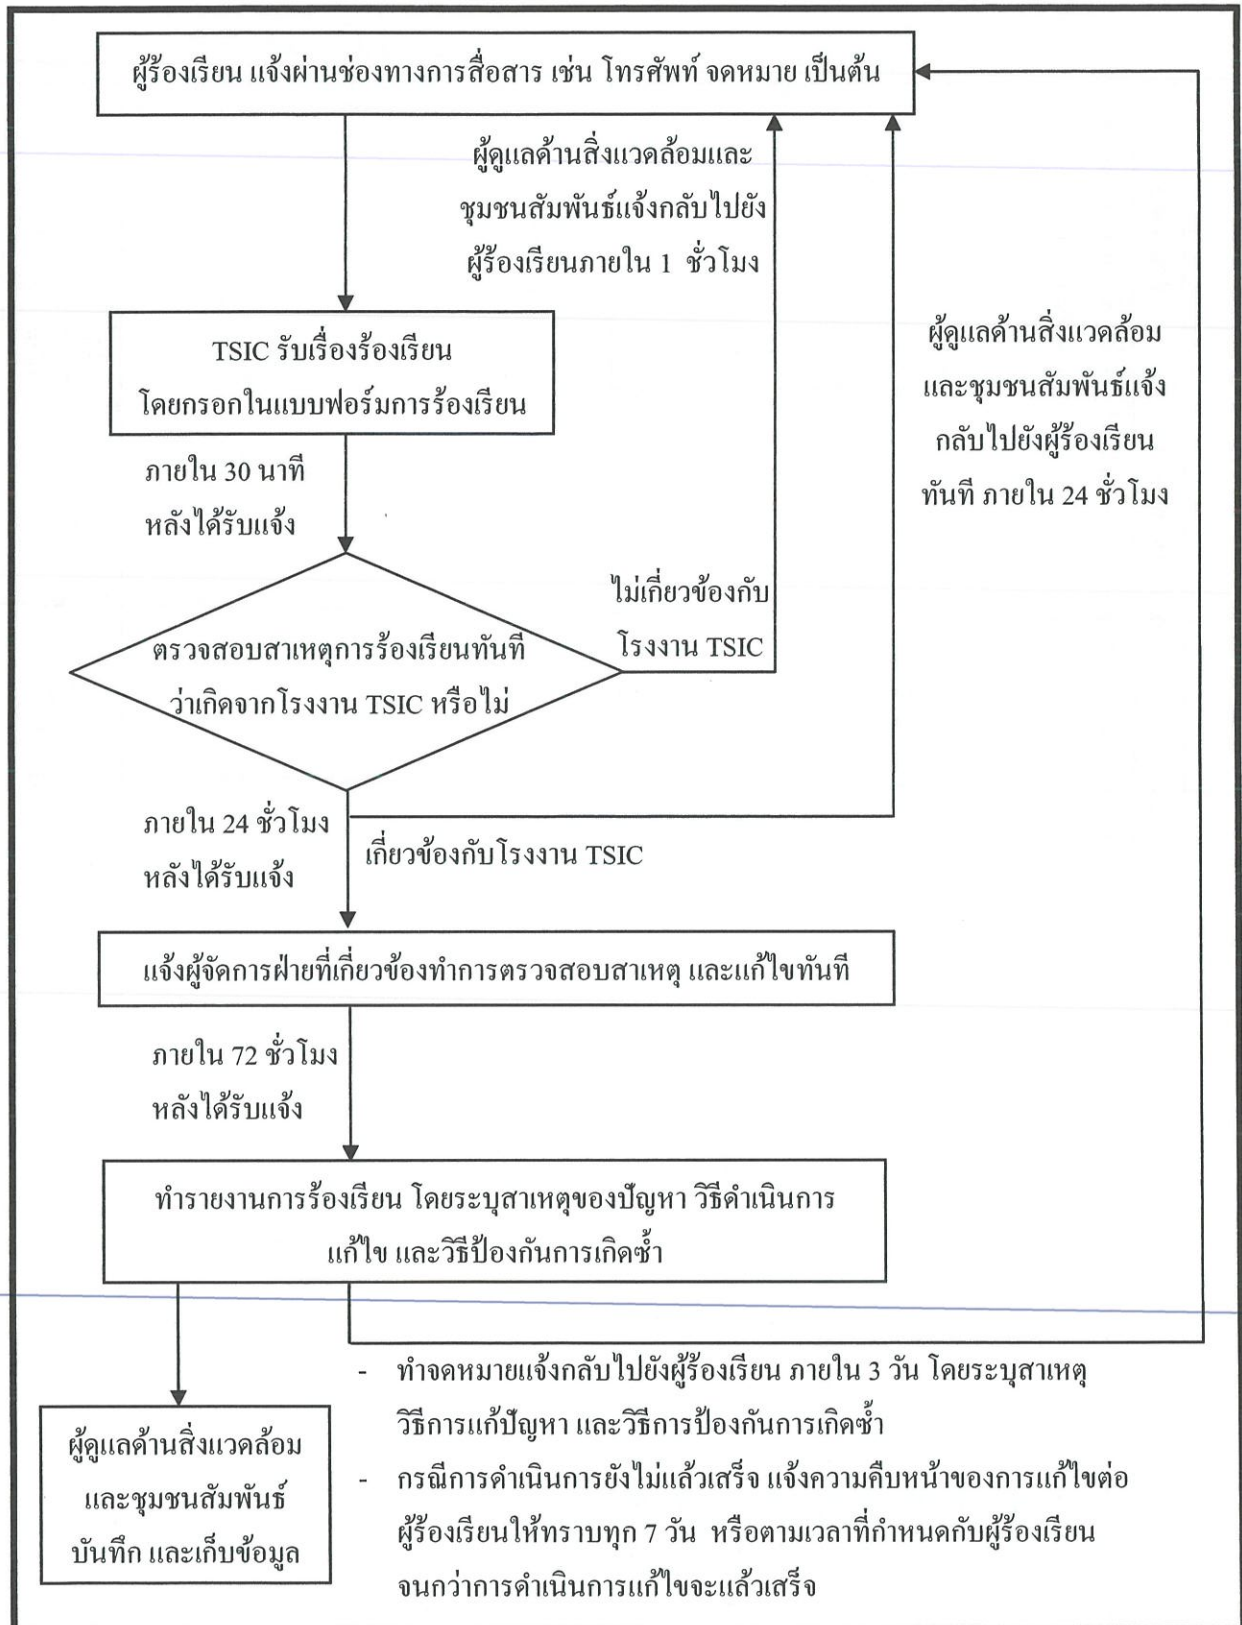 ผู้ร้องเรียน แจ้งผ่านช่องทางการสื่อสาร เช่น โทรศัพท์ จดหมาย เป็นต้น
ผู้ดูแลด้านสิ่งแวดล้อมและ
ชุมชนสัมพันธ์แจ้งกลับไปยัง
ผู้ร้องเรียนภายใน 1 ชั่วโมง
TSIC รับเรื่องร้องเรียน
โดยกรอกในแบบฟอร์มการร้องเรียน
ผู้ดูแลด้านสิ่งแวดล้อม
และชุมชนสัมพันธ์แจ้ง
กลับไปยังผู้ร้องเรียน
ทันที ภายใน 24 ชั่วโมง
ภายใน 30 นาที
หลังได้รับแจ้ง
ไม่เกี่ยวข้องกับ
โรงงาน TSIC
ตรวจสอบสาเหตุการร้องเรียนทันที
ว่าเกิดจากโรงงาน TSIC หรือไม่
ภายใน 24 ชั่วโมง
หลังได้รับแจ้ง
เกี่ยวข้องกับโรงงาน TSIC
แจ้งผู้จัดการฝ่ายที่เกี่ยวข้องทำการตรวจสอบสาเหตุ และแก้ไขทันที
ภายใน 72 ชั่วโมง
หลังได้รับแจ้ง
ทำรายงานการร้องเรียน โดยระบุสาเหตุของปัญหา วิธีดำเนินการ
แก้ไข และวิธีป้องกันการเกิดซ้ำ
- ทำจดหมายแจ้งกลับไปยังผู้ร้องเรียน ภายใน 3 วัน โดยระบุสาเหตุ
วิธีการแก้ปัญหา และวิธีการป้องกันการเกิดซ้ำ
- กรณีการดำเนินการยังไม่แล้วเสร็จ แจ้งความคืบหน้าของการแก้ไขต่อ
ผู้ร้องเรียนให้ทราบทุก 7 วัน หรือตามเวลาที่กำหนดกับผู้ร้องเรียน
จนกว่าการดำเนินการแก้ไขจะแล้วเสร็จ
ผู้ดูแลด้านสิ่งแวดล้อม
และชุมชนสัมพันธ์
บันทึก และเก็บข้อมูล